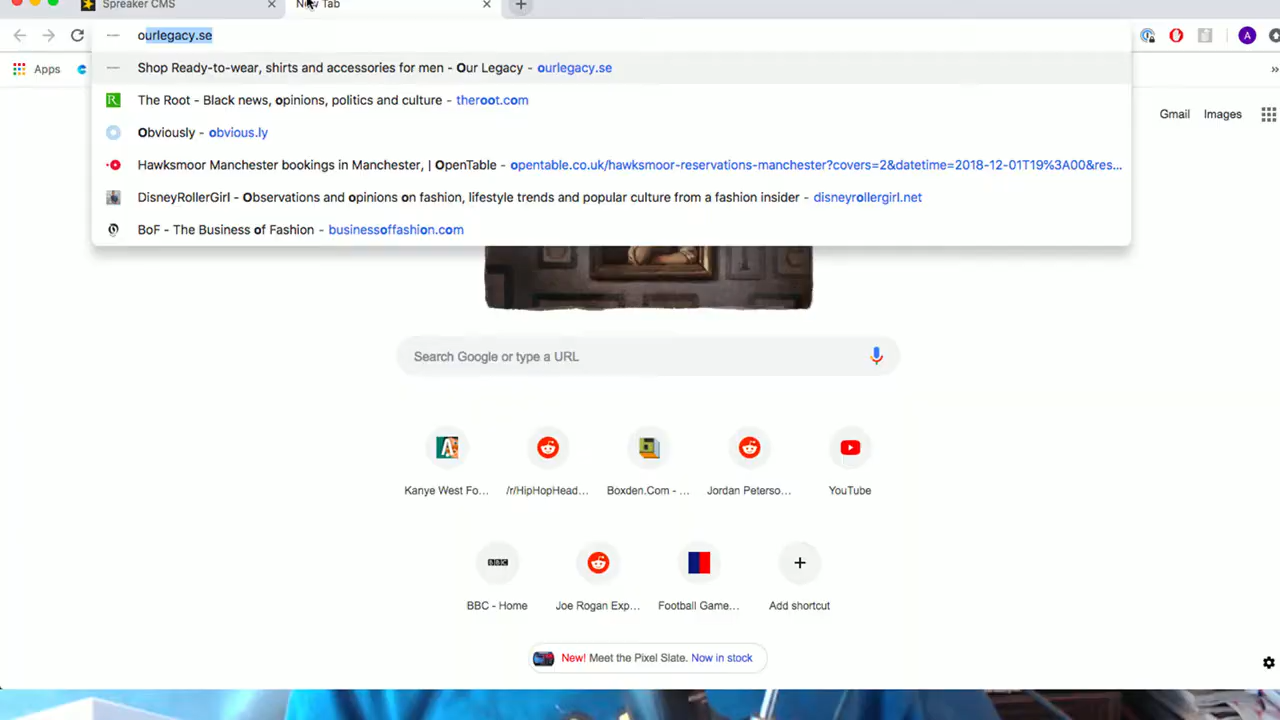 Spreaker CMS
New Tab
ourlegacy.se
Shop Ready-to-wear, shirts and accessories for men - Our Legacy - ourlegacy.se
The Root - Black news, opinions, politics and culture - theroot.com
Obviously - obvious.ly
Hawksmoor Manchester bookings in Manchester, | OpenTable - opentable.co.uk/hawksmoor-reservations-manchester?covers=2&datetime=2018-12-01T19%3A00&res...
DisneyRollerGirl - Observations and opinions on fashion, lifestyle trends and popular culture from a fashion insider - disneyrollergirl.net
BoF - The Business of Fashion - businessoffashion.com
A
Apps
»
Gmail Images
Search Google or type a URL
Kanye West Fo... /r/HipHopHead... Boxden.Com - ... Jordan Peterso... YouTube
BBC
BBC - Home Joe Rogan Exp... Football Game... Add shortcut
New! Meet the Pixel Slate. Now in stock